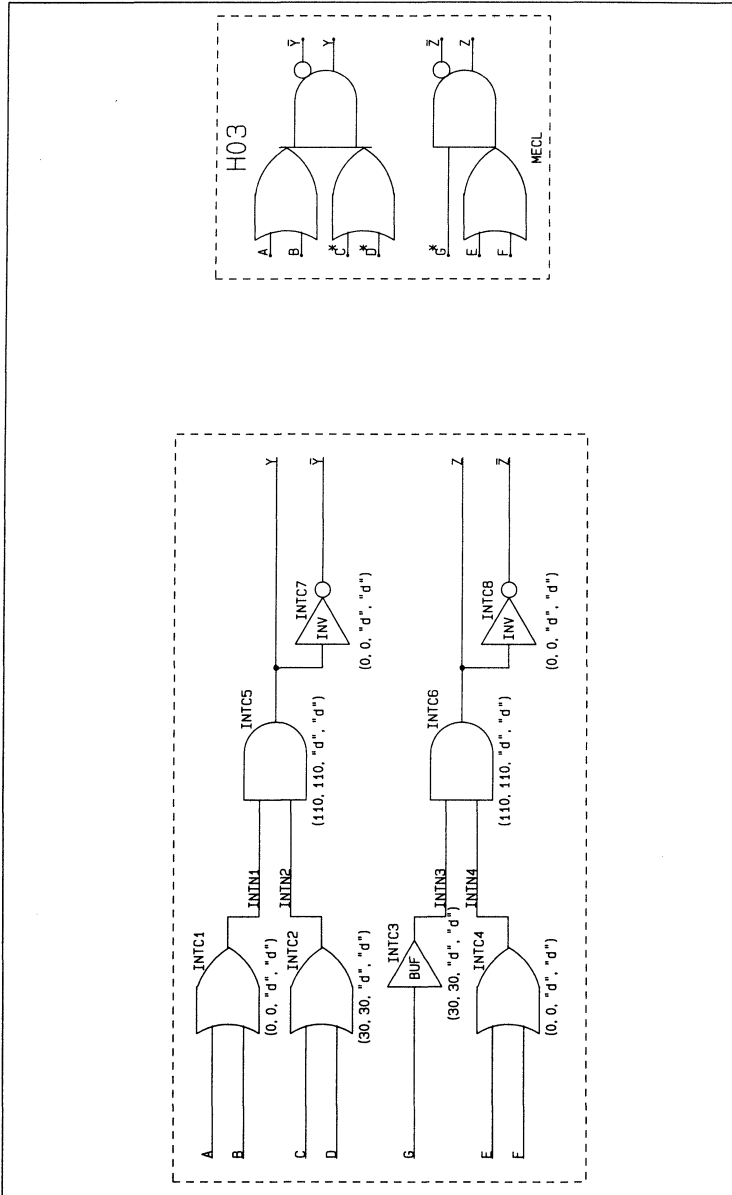 H03
A
B
*
C
*
D
Y̅
Y
*
G
E
F
Z̅
Z
MECL
A
B
INTC1
(0, 0, "d", "d")
INTN1
C
D
INTC2
(30, 30, "d", "d")
INTN2
INTC5
(110, 110, "d", "d")
INTC7
INV
(0, 0, "d", "d")
Y
Y̅
G
INTC3
BUF
(30, 30, "d", "d")
INTN3
E
F
INTC4
(0, 0, "d", "d")
INTN4
INTC6
(110, 110, "d", "d")
INTC8
INV
(0, 0, "d", "d")
Z
Z̅